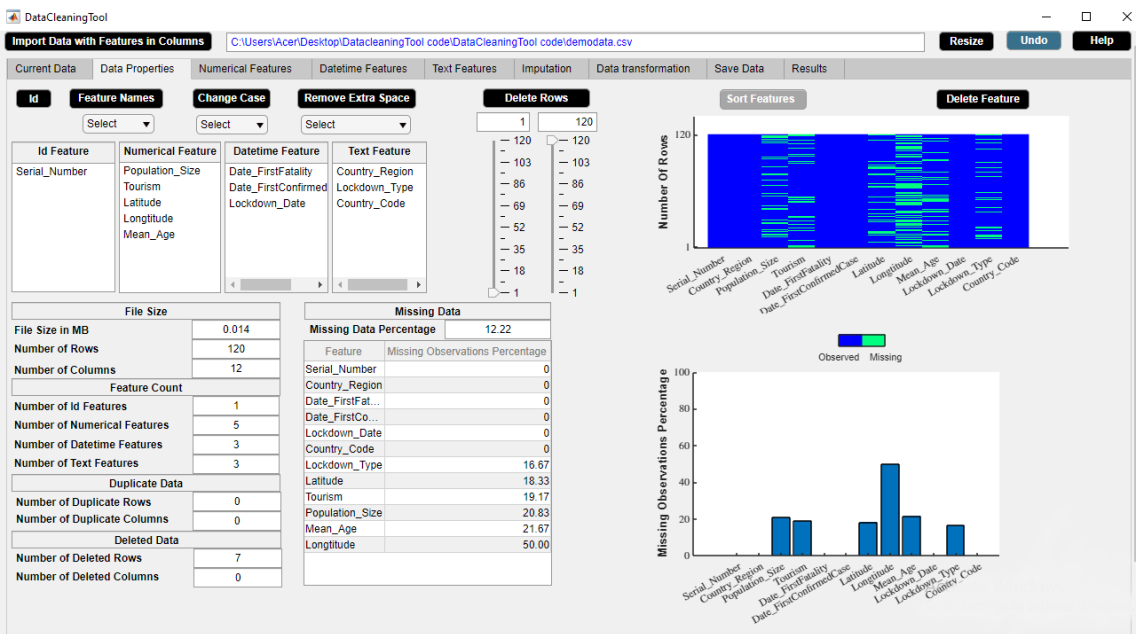 DataCleaningTool
Import Data with Features in Columns C:\Users\Acer\Desktop\DatacleaningTool code\DataCleaningTool code\demodata.csv Resize Undo Help
Current Data Data Properties Numerical Features Datetime Features Text Features Imputation Data transformation Save Data Results
Id Feature Names Change Case Remove Extra Space Delete Rows Sort Features Delete Feature
Select Select Select 1 120
Id Feature
Serial_Number
Numerical Feature
Population_Size
Tourism
Latitude
Longtitude
Mean_Age
Datetime Feature
Date_FirstFatality
Date_FirstConfirmed
Lockdown_Date
Text Feature
Country_Region
Lockdown_Type
Country_Code
120 120
103 103
86 86
69 69
52 52
35 35
18 18
1 1
Number Of Rows
120
1
Serial_Number
Country_Region
Population_Size
Tourism
Date_FirstFatality
Date_FirstConfirmedCase
Latitude
Longtitude
Mean_Age
Lockdown_Date
Lockdown_Type
Country_Code
Observed Missing
File Size
File Size in MB 0.014
Number of Rows 120
Number of Columns 12
Feature Count
Number of Id Features 1
Number of Numerical Features 5
Number of Datetime Features 3
Number of Text Features 3
Duplicate Data
Number of Duplicate Rows 0
Number of Duplicate Columns 0
Deleted Data
Number of Deleted Rows 7
Number of Deleted Columns 0
Missing Data
Missing Data Percentage 12.22
Feature Missing Observations Percentage
Serial_Number 0
Country_Region 0
Date_FirstFat... 0
Date_FirstCo... 0
Lockdown_Date 0
Country_Code 0
Lockdown_Type 16.67
Latitude 18.33
Tourism 19.17
Population_Size 20.83
Mean_Age 21.67
Longtitude 50.00
Missing Observations Percentage
100
80
60
40
20
0
Serial_Number
Country_Region
Population_Size
Tourism
Date_FirstFatality
Date_FirstConfirmedCase
Latitude
Longtitude
Mean_Age
Lockdown_Date
Lockdown_Type
Country_Code